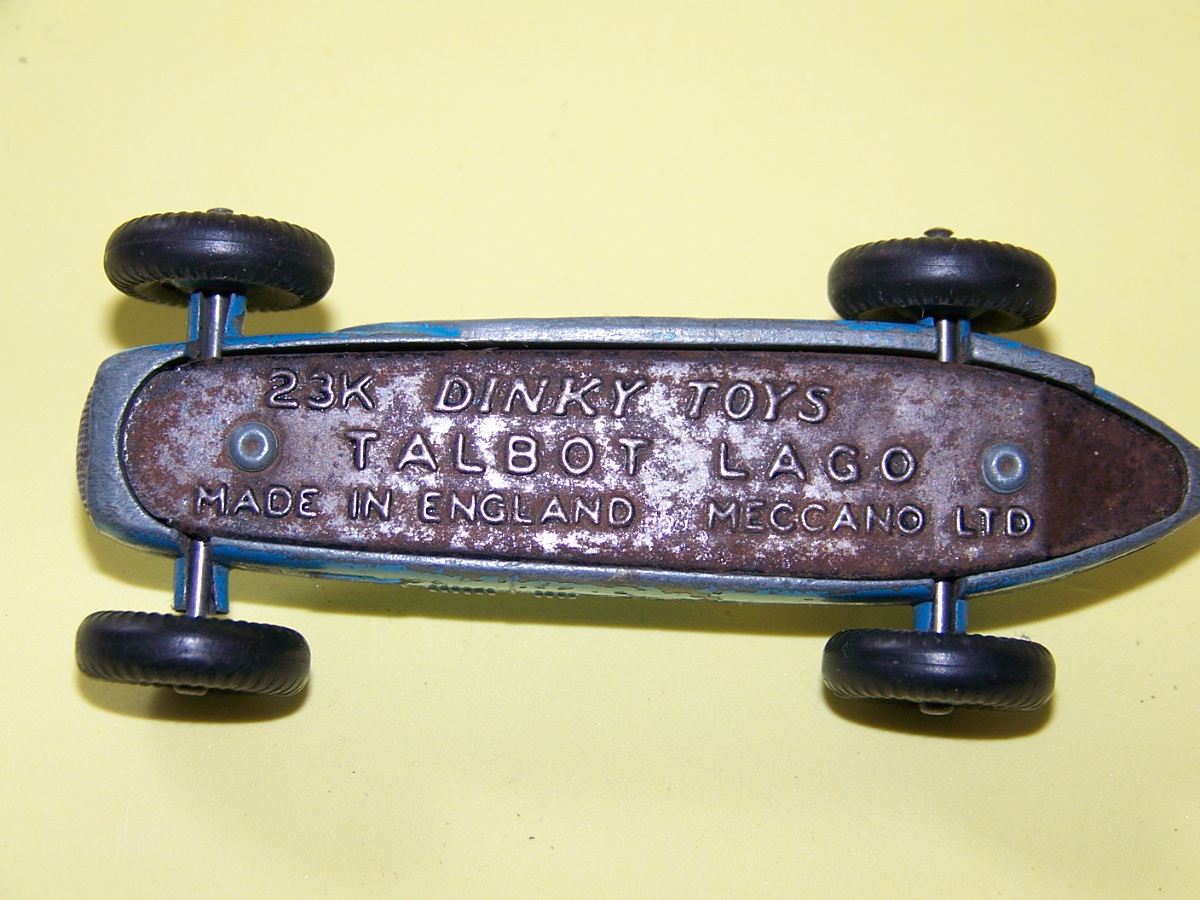 23K DINKY TOYS
TALBOT LAGO
MADE IN ENGLAND MECCANO LTD